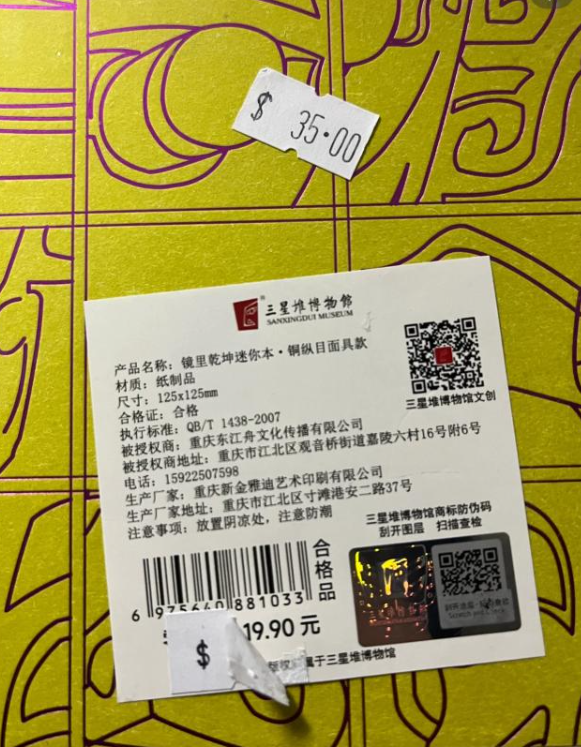 $ 35.00
三星堆博物館
SANXINGDUI MUSEUM
产品名称：镜里乾坤迷你本·铜纵目面具款
材质：纸制品
尺寸：125x125mm
合格证：合格
执行标准：QB/T 1438-2007
被授权商：重庆东江舟文化传播有限公司
被授权商地址：重庆市江北区观音桥街道嘉陵六村16号附6号
电话：15922507598
生产厂家：重庆新金雅迪艺术印刷有限公司
生产厂家地址：重庆市江北区寸滩港安二路37号
注意事项：放置阴凉处，注意防潮
三星堆博物馆文创
三星堆博物馆商标防伪码
刮开图层 扫描查检
合格品
6 975640 881033
19.90 元
$
属于三星堆博物馆